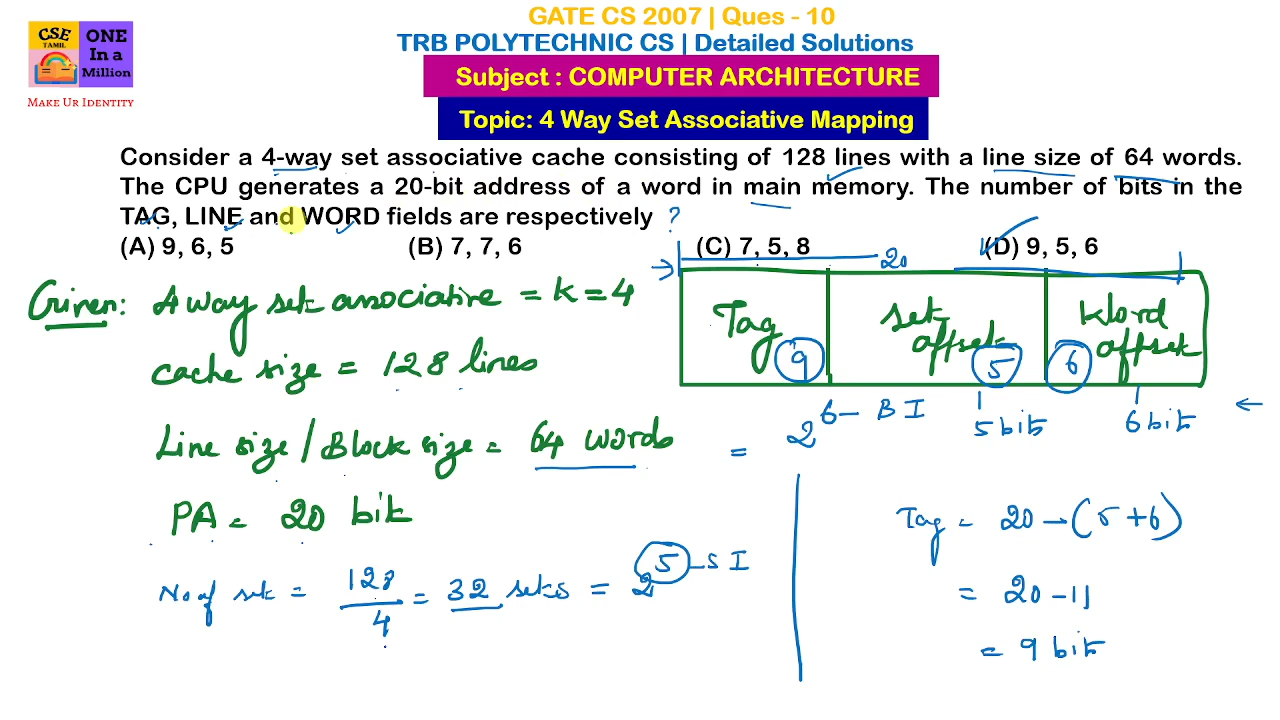 CSE
TAMIL
ONE
In a
Million
MAKE UR IDENTITY
GATE CS 2007 | Ques - 10
TRB POLYTECHNIC CS | Detailed Solutions
Subject : COMPUTER ARCHITECTURE
Topic: 4 Way Set Associative Mapping
Consider a 4-way set associative cache consisting of 128 lines with a line size of 64 words.
The CPU generates a 20-bit address of a word in main memory. The number of bits in the
TAG, LINE and WORD fields are respectively ?
(A) 9, 6, 5 (B) 7, 7, 6 (C) 7, 5, 8 (D) 9, 5, 6
20
Given: 4 way set associative = K = 4
Tag 9
set offset 5
Word offset 6
cache size = 128 lines
5 bit 6 bit
Line size / Block size = 64 words = 2^6 - BI
PA = 20 bit
No of set = 128/4 = 32 sets = 2^5 - SI
Tag = 20 - (5 + 6)
= 20 - 11
= 9 bit